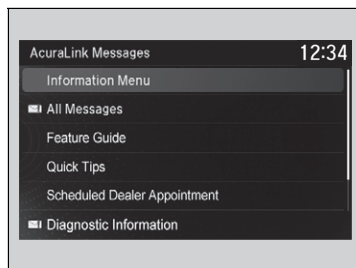 AcuraLink Messages 12:34
Information Menu
All Messages
Feature Guide
Quick Tips
Scheduled Dealer Appointment
Diagnostic Information